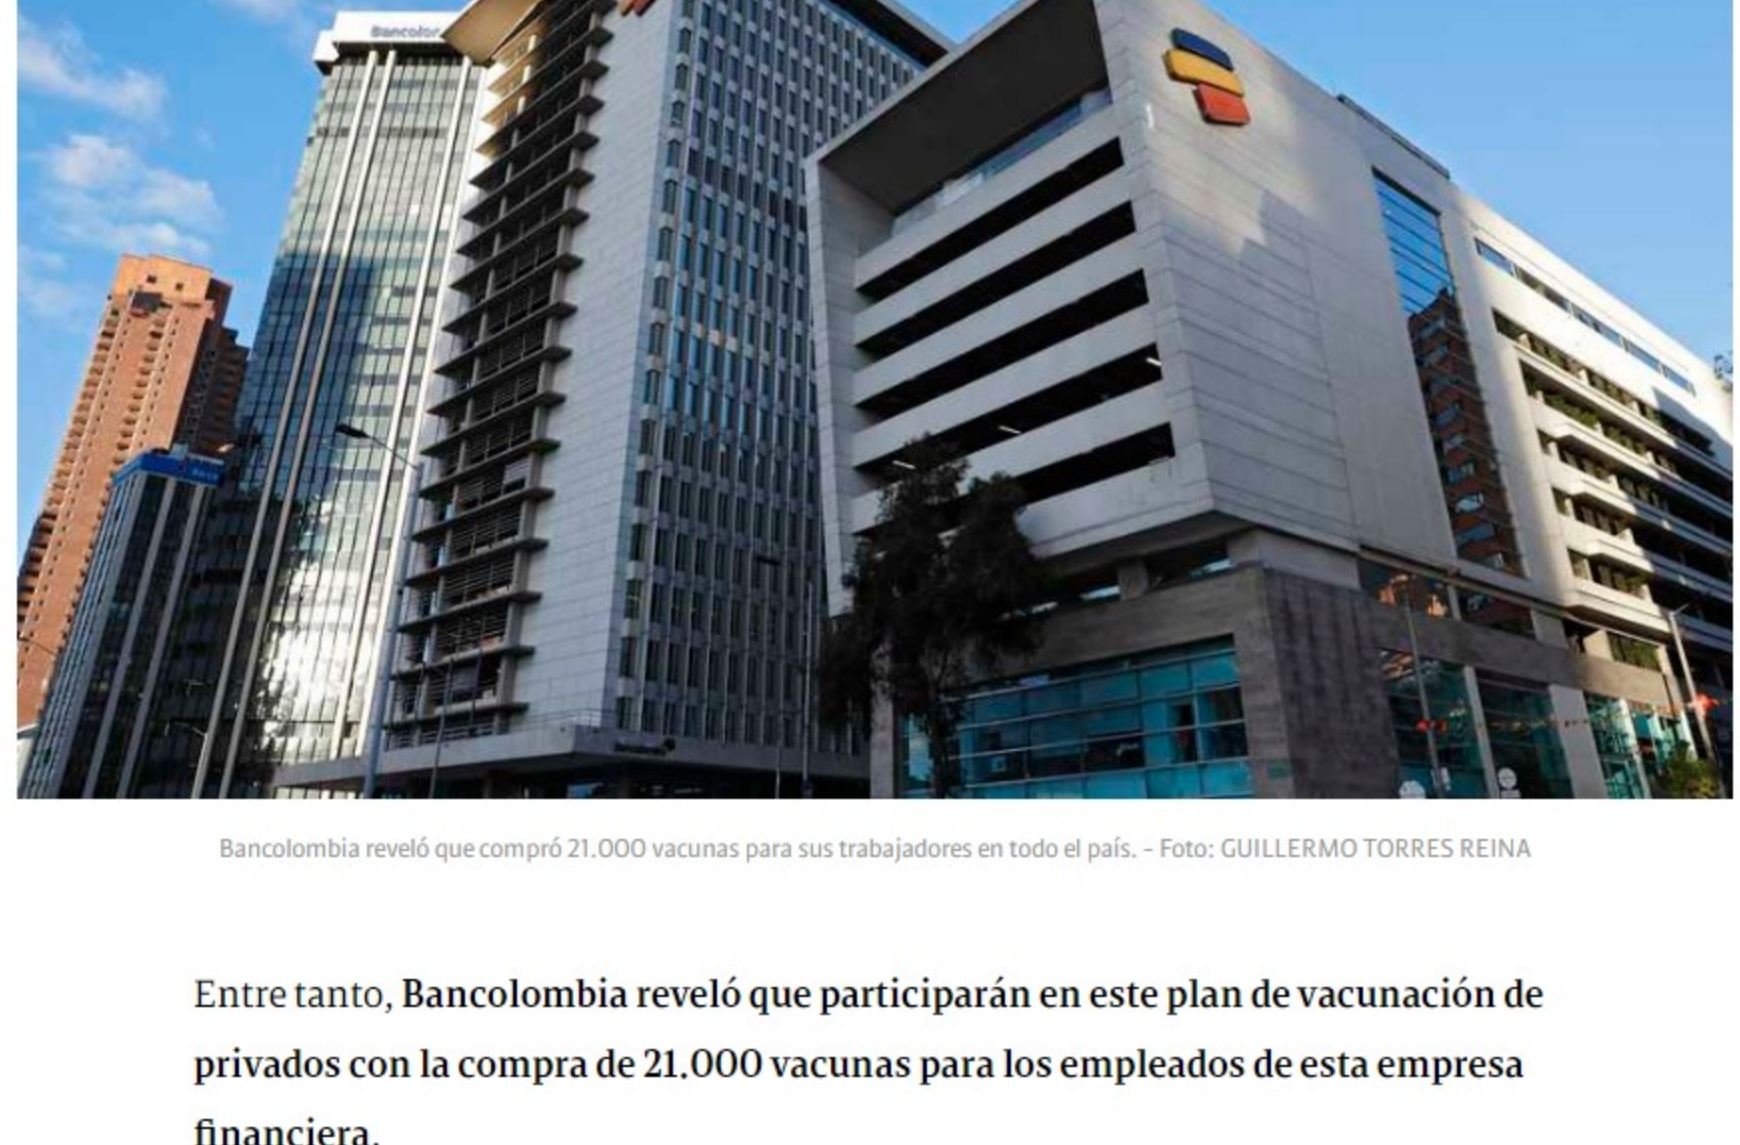 Bancolom
Bancolombia reveló que compró 21.000 vacunas para sus trabajadores en todo el país. - Foto: GUILLERMO TORRES REINA
Entre tanto, Bancolombia reveló que participarán en este plan de vacunación de
privados con la compra de 21.000 vacunas para los empleados de esta empresa
financiera.